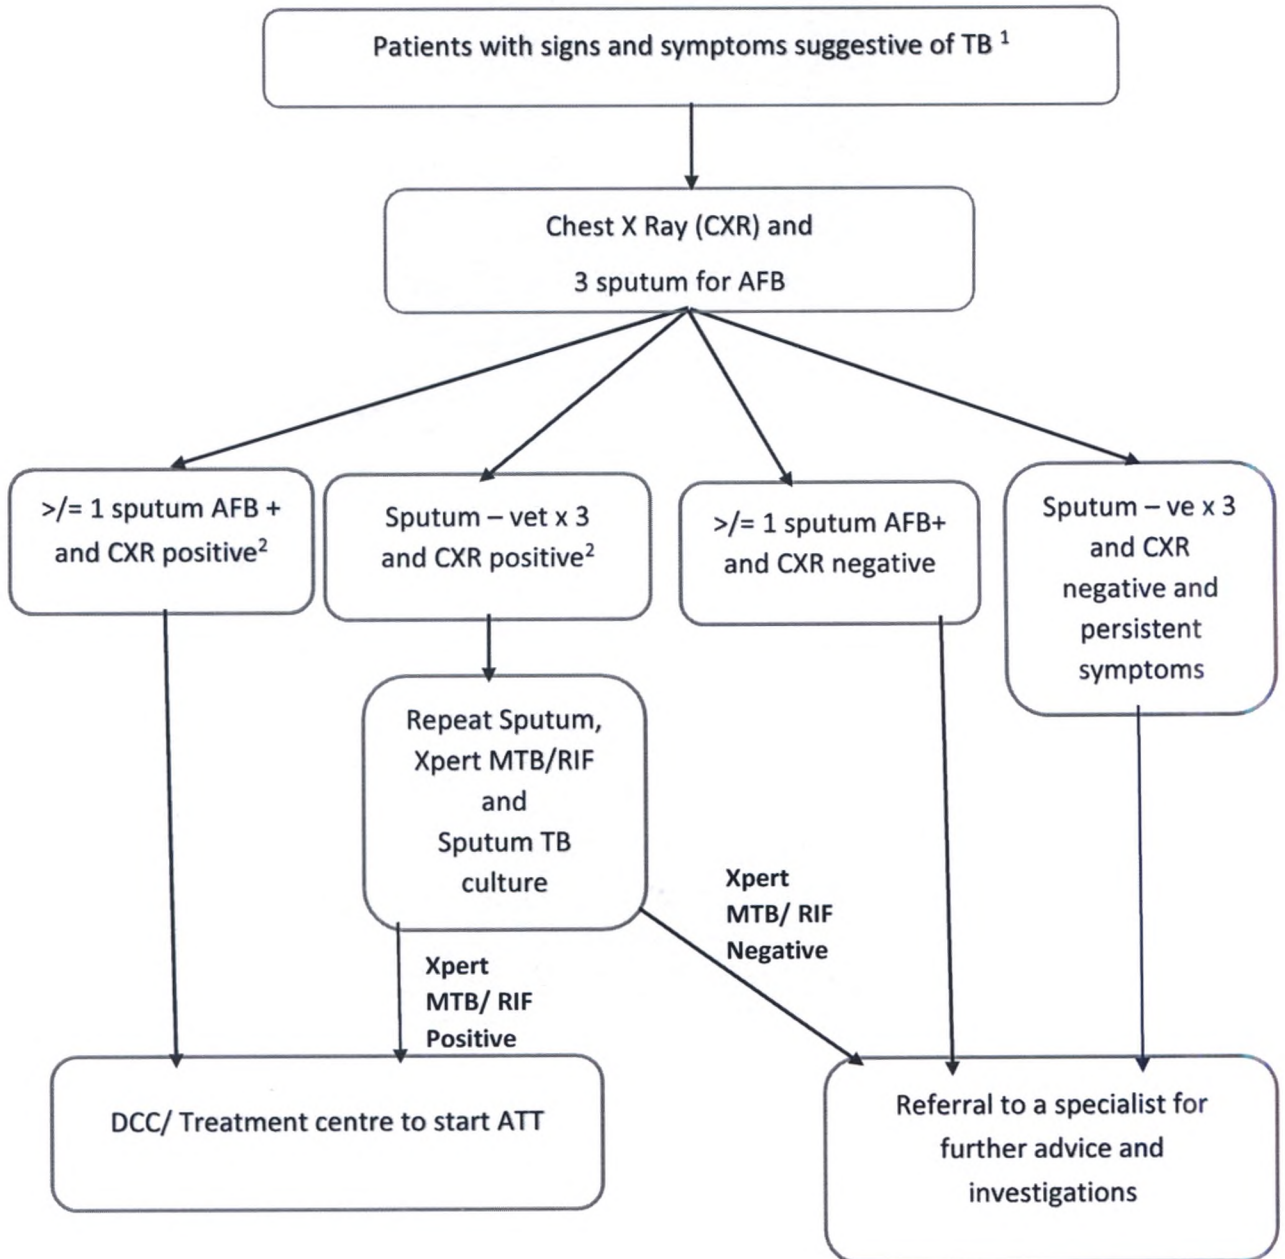 Patients with signs and symptoms suggestive of TB ¹
Chest X Ray (CXR) and
3 sputum for AFB
>/= 1 sputum AFB +
and CXR positive²
Sputum – vet x 3
and CXR positive²
>/= 1 sputum AFB+
and CXR negative
Sputum – ve x 3
and CXR
negative and
persistent
symptoms
Repeat Sputum,
Xpert MTB/RIF
and
Sputum TB
culture
Xpert
MTB/ RIF
Negative
Xpert
MTB/ RIF
Positive
DCC/ Treatment centre to start ATT
Referral to a specialist for
further advice and
investigations